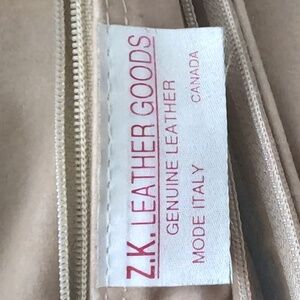 Z.K. LEATHER GOODS
GENUINE LEATHER
MODE ITALY CANADA